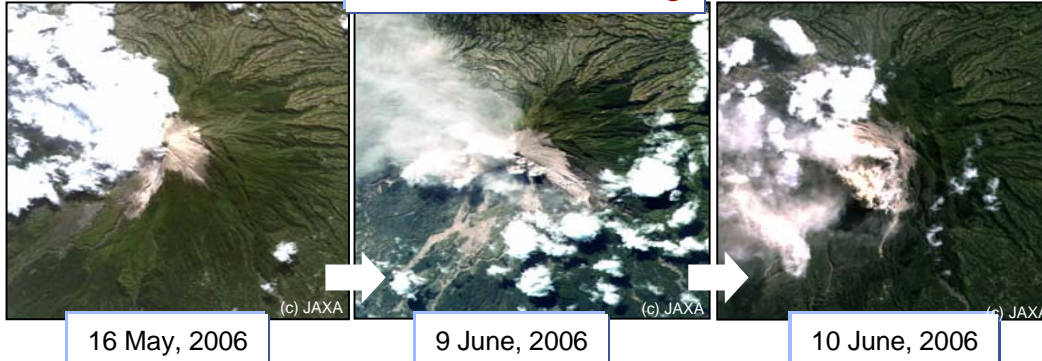 (c) JAXA
(c) JAXA
(c) JAXA
16 May, 2006
9 June, 2006
10 June, 2006